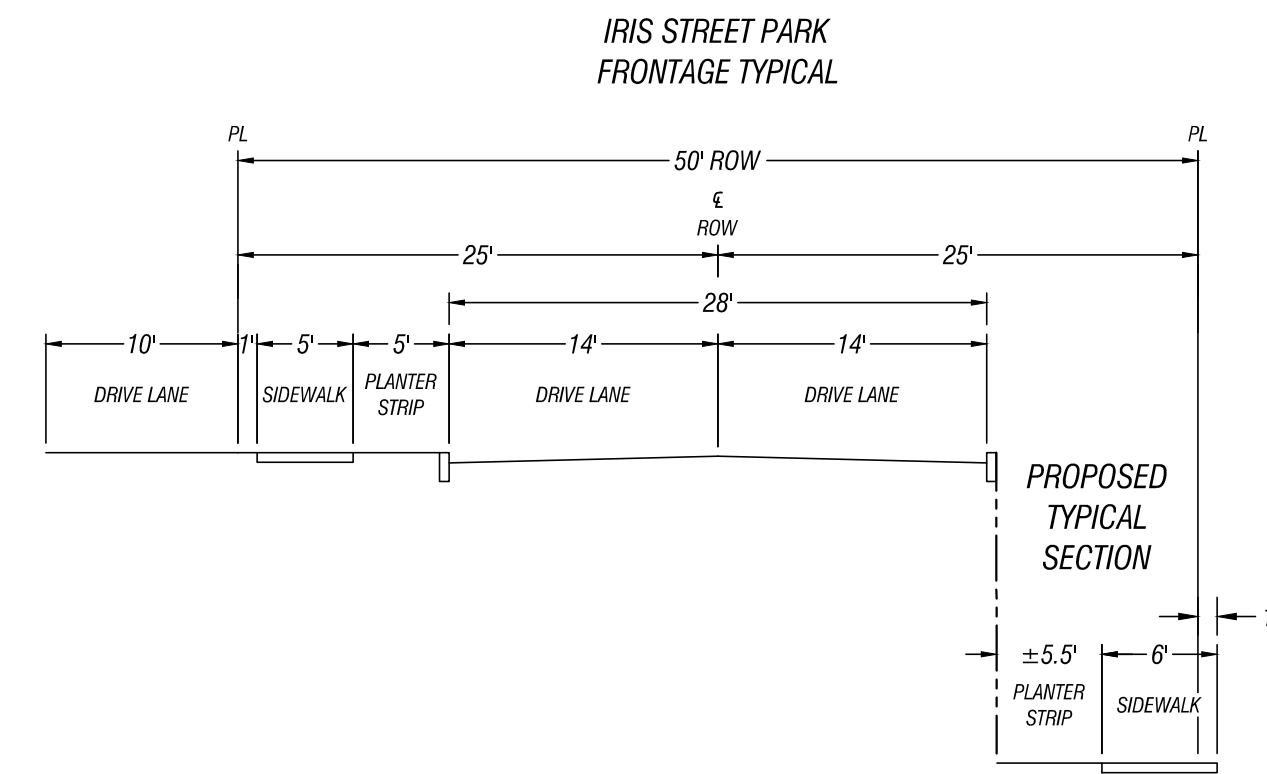 IRIS STREET PARK
FRONTAGE TYPICAL
PL
PL
50' ROW
℄
ROW
25'
25'
28'
10'
1'
5'
5'
14'
14'
DRIVE LANE
SIDEWALK
PLANTER
STRIP
DRIVE LANE
DRIVE LANE
PROPOSED
TYPICAL
SECTION
±5.5'
6'
PLANTER
STRIP
SIDEWALK